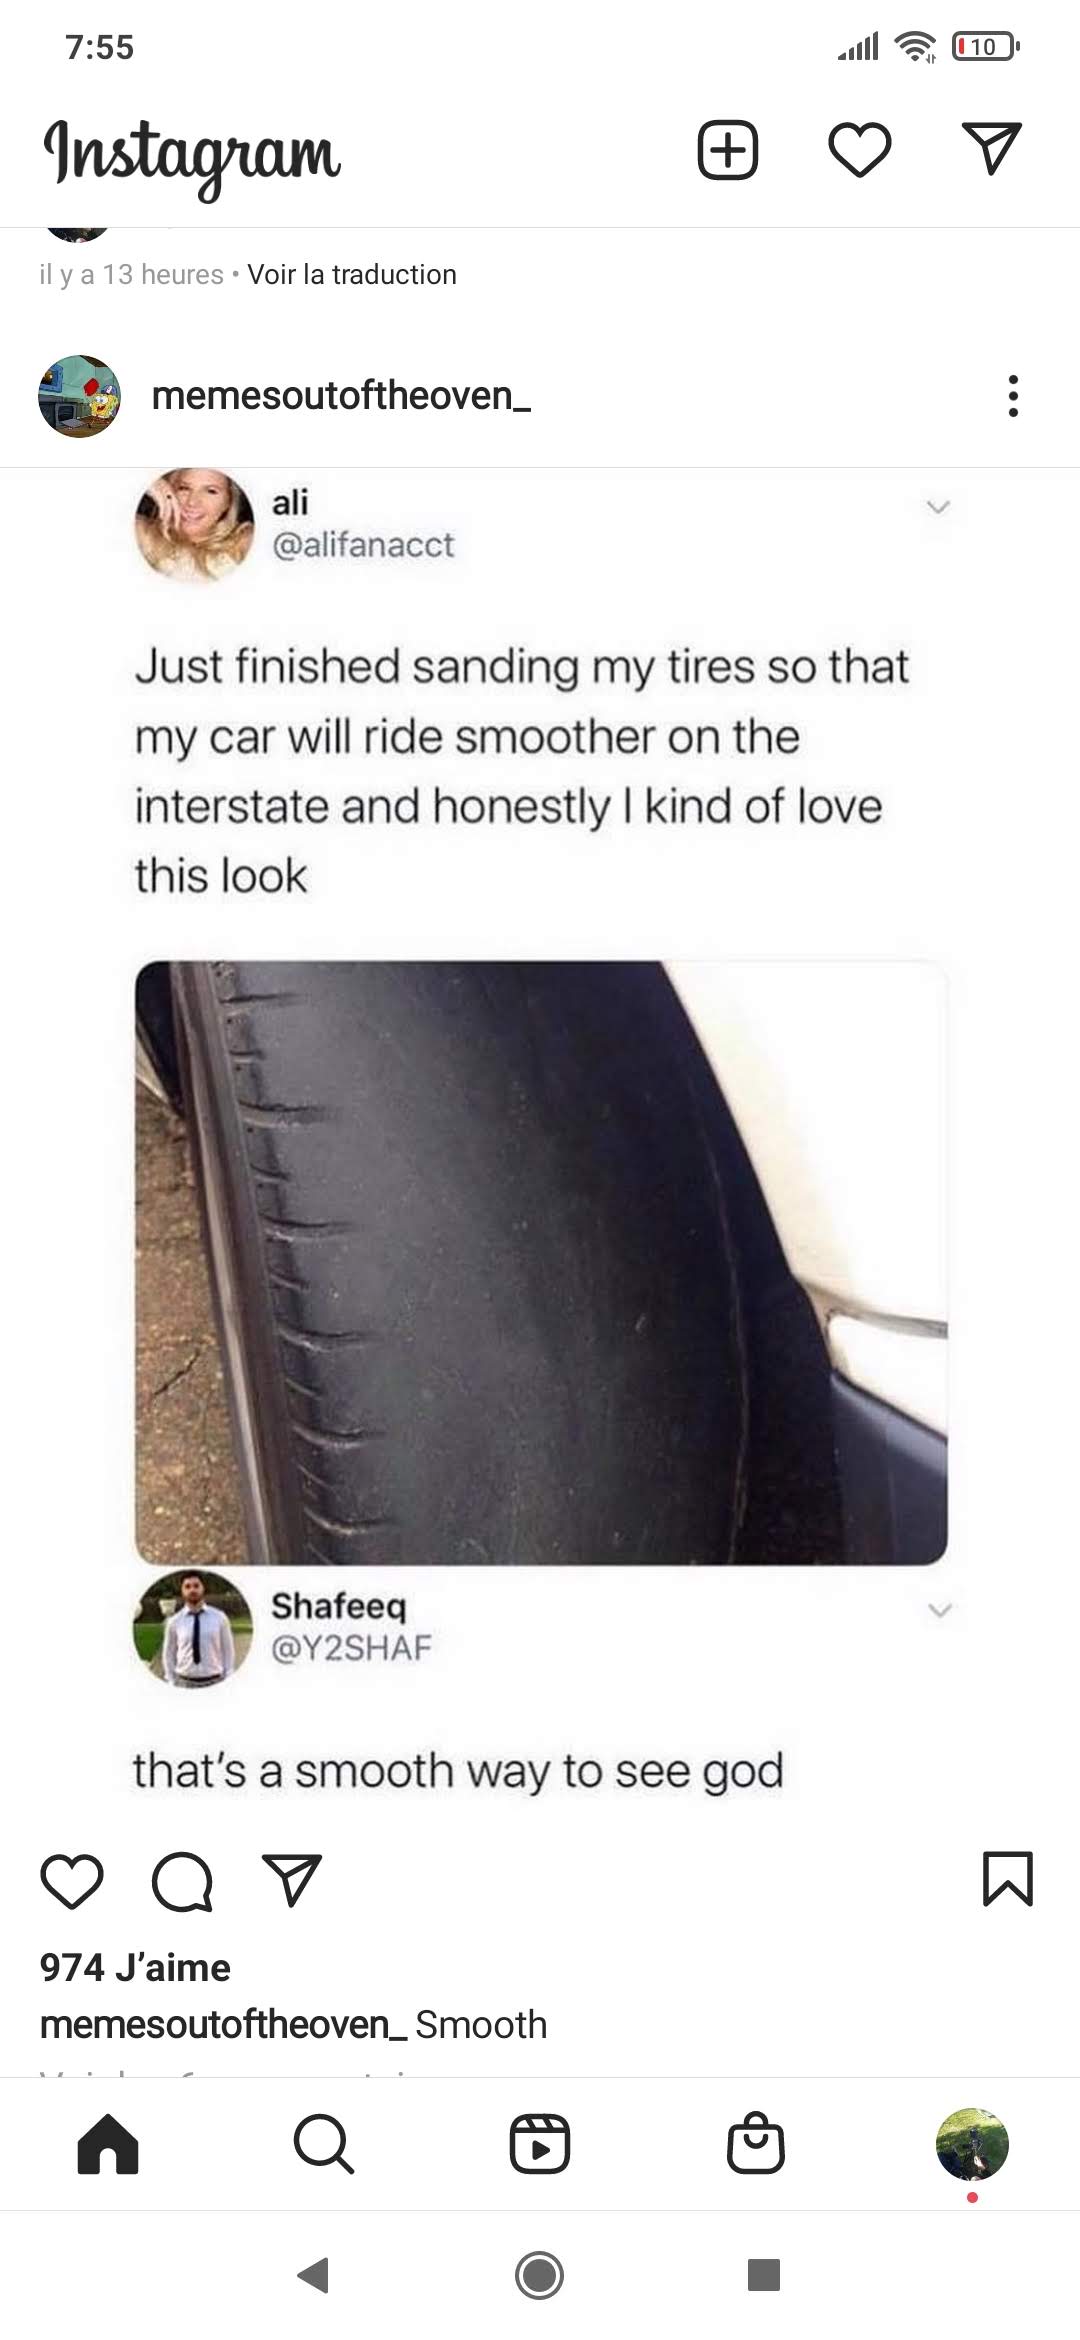 7:55
10
Instagram
il y a 13 heures • Voir la traduction
memesoutoftheoven_
ali
@alifanacct
Just finished sanding my tires so that
my car will ride smoother on the
interstate and honestly I kind of love
this look
Shafeeq
@Y2SHAF
that's a smooth way to see god
974 J'aime
memesoutoftheoven_ Smooth